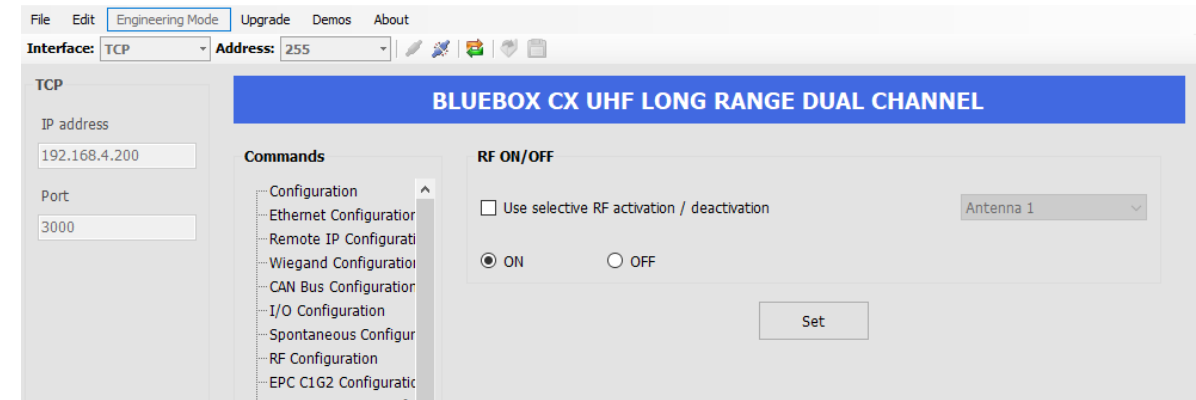 File Edit Engineering Mode Upgrade Demos About
Interface: TCP Address: 255
TCP
BLUEBOX CX UHF LONG RANGE DUAL CHANNEL
IP address
192.168.4.200
Port
3000
Commands
Configuration
Ethernet Configuration
Remote IP Configurati
Wiegand Configuration
CAN Bus Configuration
I/O Configuration
Spontaneous Configur
RF Configuration
EPC C1G2 Configuratic
RF ON/OFF
Use selective RF activation / deactivation Antenna 1
ON OFF
Set